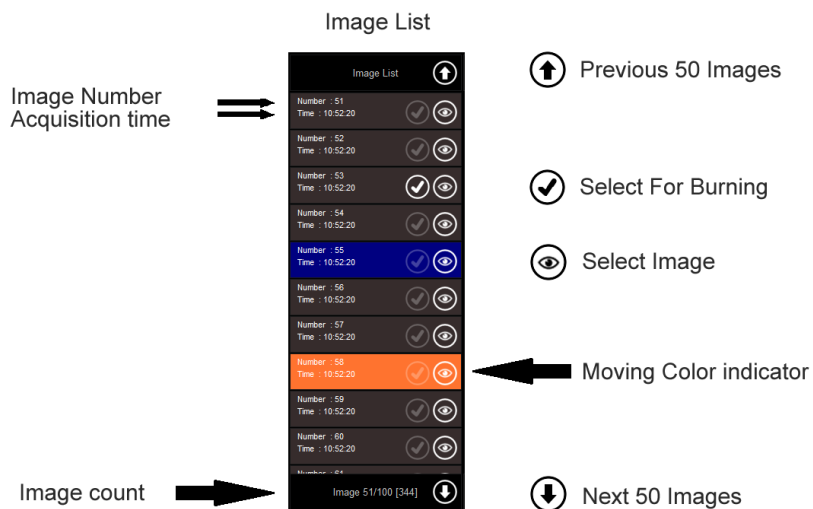 Image List
Image List
Previous 50 Images
Image Number
Acquisition time
Number : 51
Time : 10:52:20
Number : 52
Time : 10:52:20
Number : 53
Time : 10:52:20
Select For Burning
Number : 54
Time : 10:52:20
Number : 55
Time : 10:52:20
Select Image
Number : 56
Time : 10:52:20
Number : 57
Time : 10:52:20
Number : 58
Time : 10:52:20
Moving Color indicator
Number : 59
Time : 10:52:20
Number : 60
Time : 10:52:20
Number : 61
Image count
Image 51/100 [344]
Next 50 Images